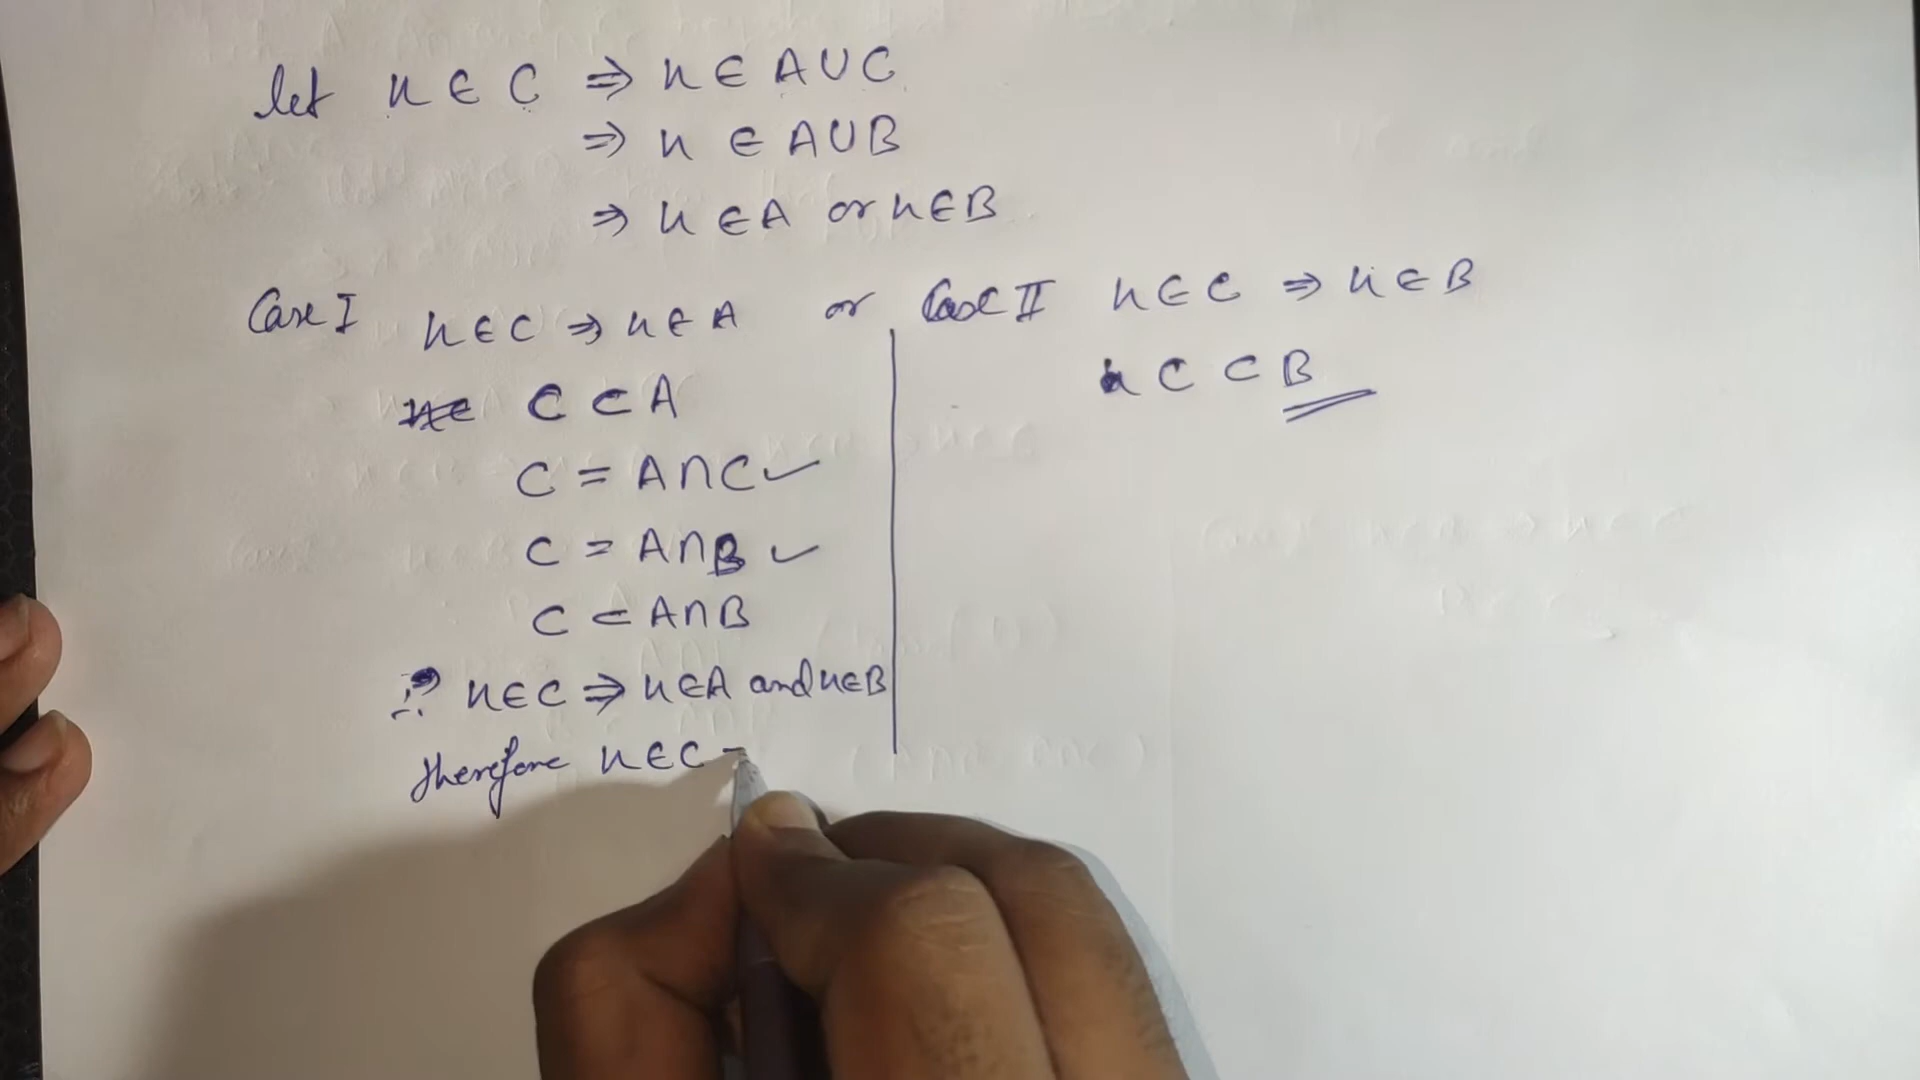 let x ∈ C ⇒ x ∈ A∪C
⇒ x ∈ A∪B
⇒ x ∈ A or x ∈ B
Case I x ∈ C ⇒ x ∈ A or Case II x ∈ C ⇒ x ∈ B
C ⊂ A
C ⊂ B
C = A∩C ✓
C = A∩B ✓
C ⊂ A∩B
x ∈ C ⇒ x ∈ A and x ∈ B
therefore x ∈ C